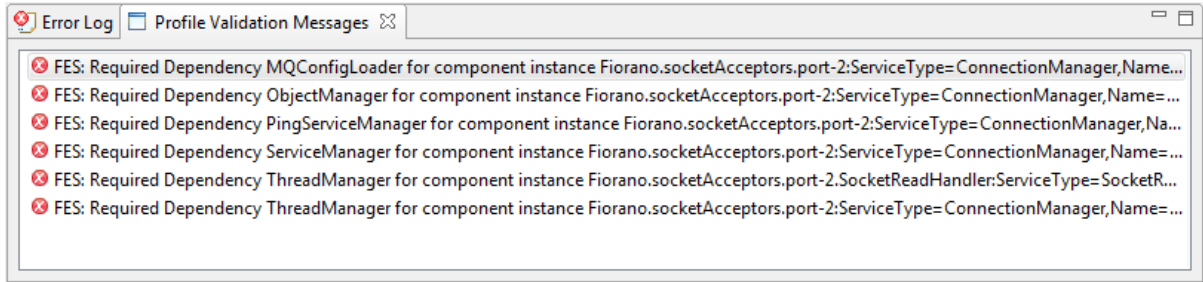 Error Log Profile Validation Messages
FES: Required Dependency MQConfigLoader for component instance Fiorano.socketAcceptors.port-2:ServiceType=ConnectionManager,Name...
FES: Required Dependency ObjectManager for component instance Fiorano.socketAcceptors.port-2:ServiceType=ConnectionManager,Name=...
FES: Required Dependency PingServiceManager for component instance Fiorano.socketAcceptors.port-2:ServiceType=ConnectionManager,Na...
FES: Required Dependency ServiceManager for component instance Fiorano.socketAcceptors.port-2:ServiceType=ConnectionManager,Name=...
FES: Required Dependency ThreadManager for component instance Fiorano.socketAcceptors.port-2.SocketReadHandler:ServiceType=SocketR...
FES: Required Dependency ThreadManager for component instance Fiorano.socketAcceptors.port-2:ServiceType=ConnectionManager,Name=...